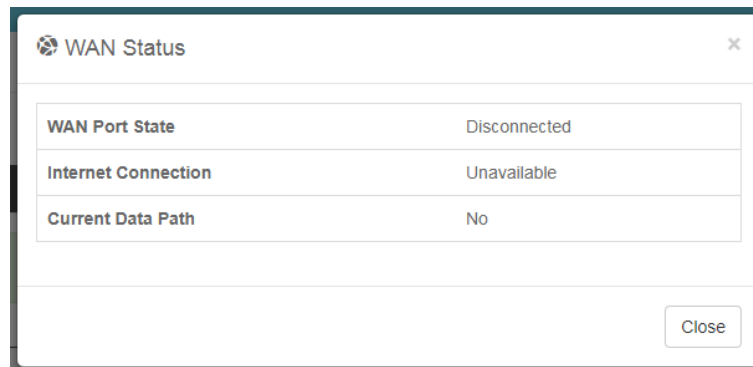 WAN Status
×
WAN Port State Disconnected
Internet Connection Unavailable
Current Data Path No
Close